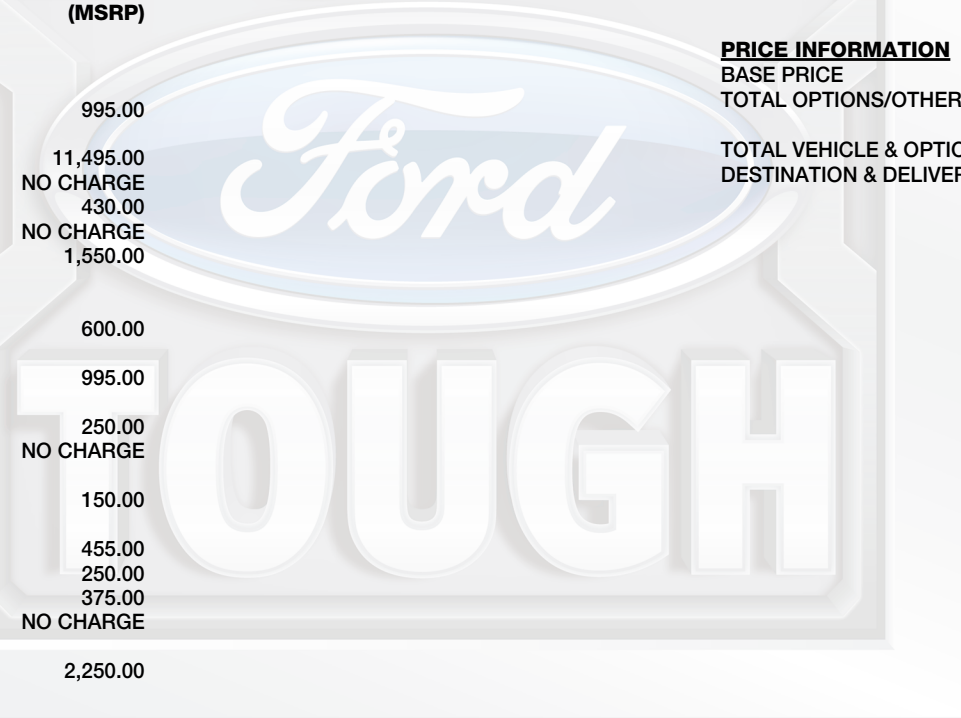 (MSRP)
995.00
11,495.00
NO CHARGE
430.00
NO CHARGE
1,550.00
600.00
995.00
250.00
NO CHARGE
150.00
455.00
250.00
375.00
NO CHARGE
2,250.00
PRICE INFORMATION
BASE PRICE
TOTAL OPTIONS/OTHER
TOTAL VEHICLE & OPTIO
DESTINATION & DELIVER
Ford
TOUGH